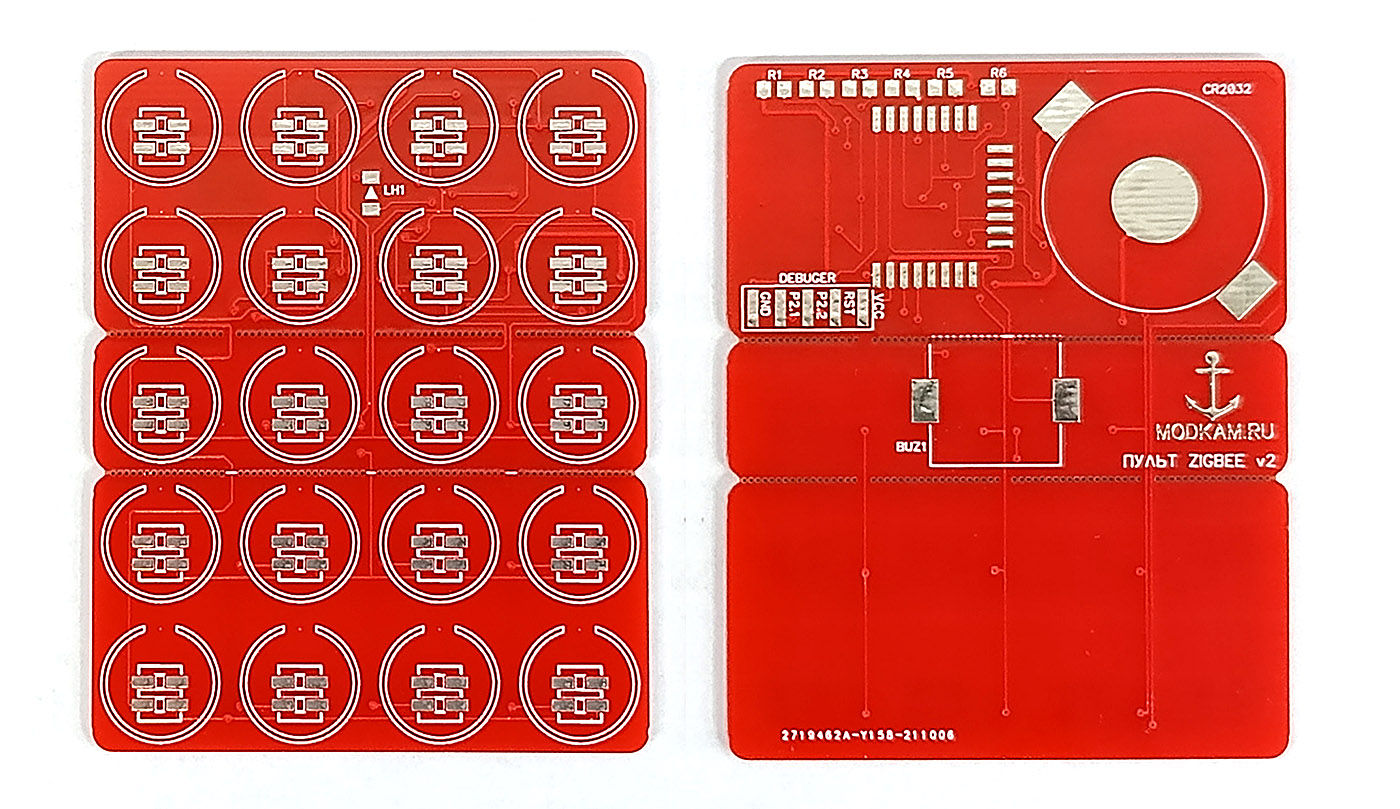 LH1
R1 R2 R3 R4 R5 R6
CR2032
DEBUGER
GND P2.1 P2.2 RST VCC
BUZ1
MODKAM.RU
ПУЛЬТ ZIGBEE v2
2719462A-Y158-211006